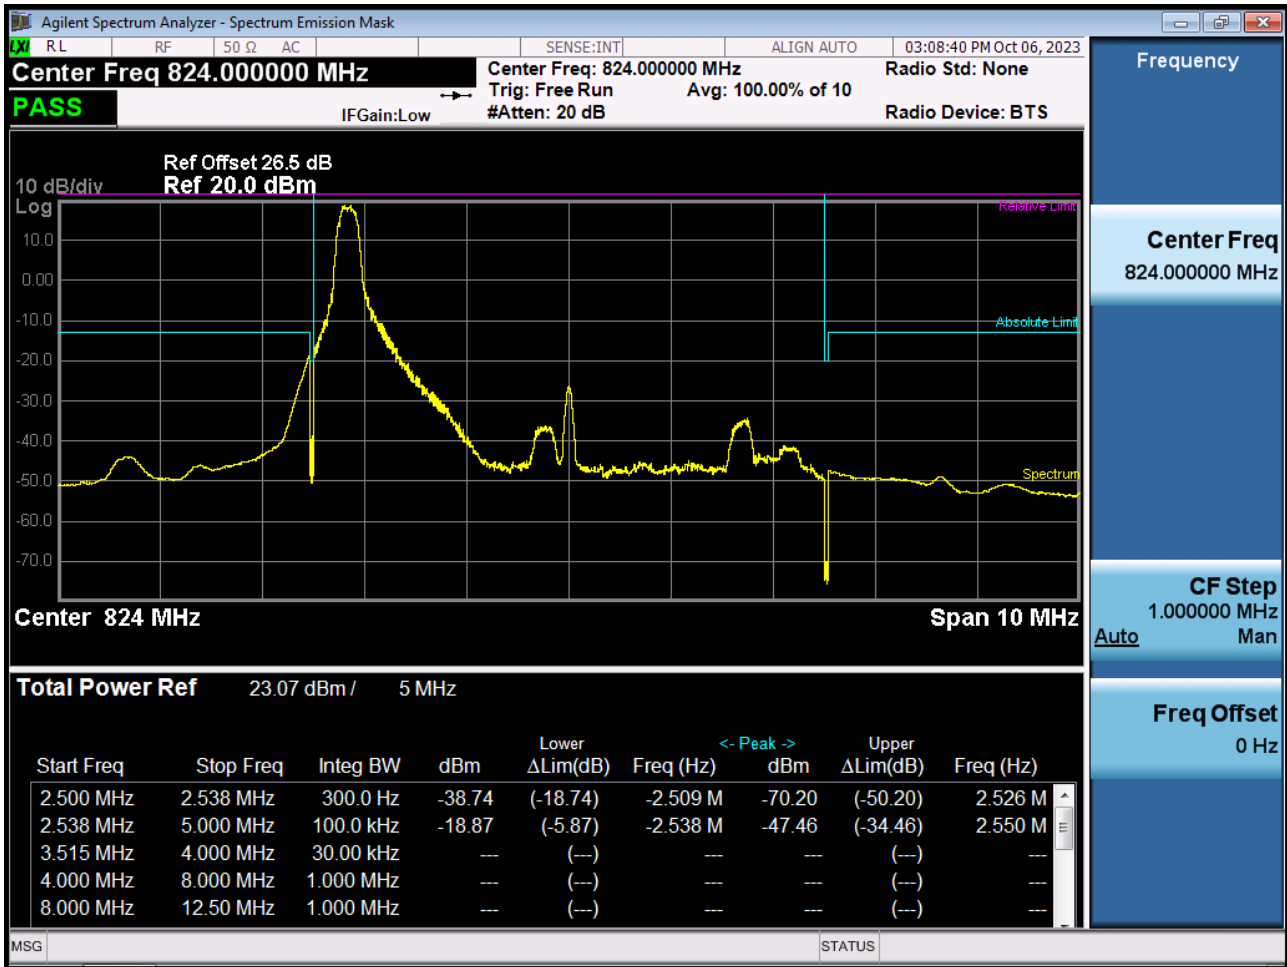 Agilent Spectrum Analyzer - Spectrum Emission Mask
LXI RL RF 50 Ω AC SENSE:INT ALIGN AUTO 03:08:40 PM Oct 06, 2023
Center Freq 824.000000 MHz Center Freq: 824.000000 MHz Radio Std: None
Trig: Free Run Avg: 100.00% of 10
PASS IFGain:Low #Atten: 20 dB Radio Device: BTS
Ref Offset 26.5 dB
10 dB/div Ref 20.0 dBm
Log
Relative Limit
10.0
0.00
-10.0
Absolute Limit
-20.0
-30.0
-40.0
-50.0
Spectrum
-60.0
-70.0
Center 824 MHz Span 10 MHz
Total Power Ref 23.07 dBm / 5 MHz
Lower <- Peak -> Upper
Start Freq Stop Freq Integ BW dBm ΔLim(dB) Freq (Hz) dBm ΔLim(dB) Freq (Hz)
2.500 MHz 2.538 MHz 300.0 Hz -38.74 (-18.74) -2.509 M -70.20 (-50.20) 2.526 M
2.538 MHz 5.000 MHz 100.0 kHz -18.87 (-5.87) -2.538 M -47.46 (-34.46) 2.550 M
3.515 MHz 4.000 MHz 30.00 kHz --- (---) --- --- (---) ---
4.000 MHz 8.000 MHz 1.000 MHz --- (---) --- --- (---) ---
8.000 MHz 12.50 MHz 1.000 MHz --- (---) --- --- (---) ---
MSG STATUS
Frequency
Center Freq
824.000000 MHz
CF Step
1.000000 MHz
Auto Man
Freq Offset
0 Hz